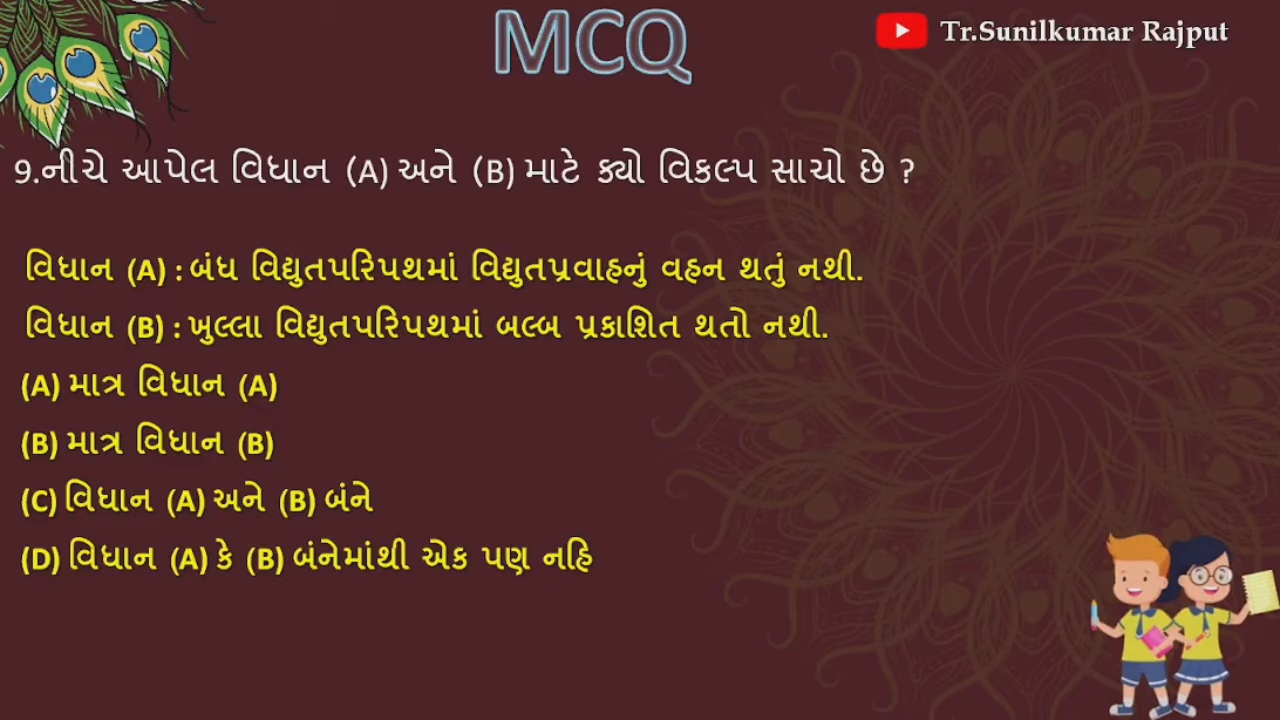 MCQ
Tr.Sunilkumar Rajput
9.નીચે આપેલ વિધાન (A) અને (B) માટે ક્યો વિકલ્પ સાચો છે ?
વિધાન (A) : બંધ વિદ્યુતપરિપથમાં વિદ્યુતપ્રવાહનું વહન થતું નથી.
વિધાન (B) : ખુલ્લા વિદ્યુતપરિપથમાં બલ્બ પ્રકાશિત થતો નથી.
(A) માત્ર વિધાન (A)
(B) માત્ર વિધાન (B)
(C) વિધાન (A) અને (B) બંને
(D) વિધાન (A) કે (B) બંનેમાંથી એક પણ નહિ